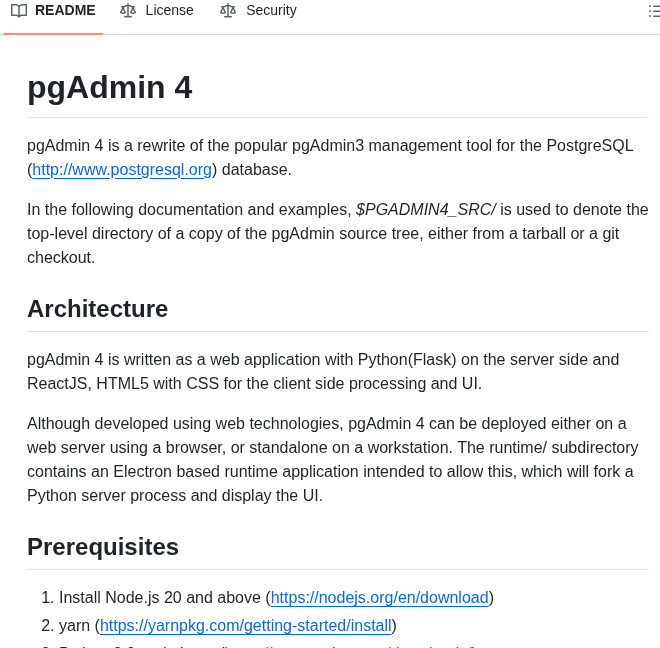 README License Security
pgAdmin 4
pgAdmin 4 is a rewrite of the popular pgAdmin3 management tool for the PostgreSQL
(http://www.postgresql.org) database.
In the following documentation and examples, $PGADMIN4_SRC/ is used to denote the
top-level directory of a copy of the pgAdmin source tree, either from a tarball or a git
checkout.
Architecture
pgAdmin 4 is written as a web application with Python(Flask) on the server side and
ReactJS, HTML5 with CSS for the client side processing and UI.
Although developed using web technologies, pgAdmin 4 can be deployed either on a
web server using a browser, or standalone on a workstation. The runtime/ subdirectory
contains an Electron based runtime application intended to allow this, which will fork a
Python server process and display the UI.
Prerequisites
1. Install Node.js 20 and above (https://nodejs.org/en/download)
2. yarn (https://yarnpkg.com/getting-started/install)